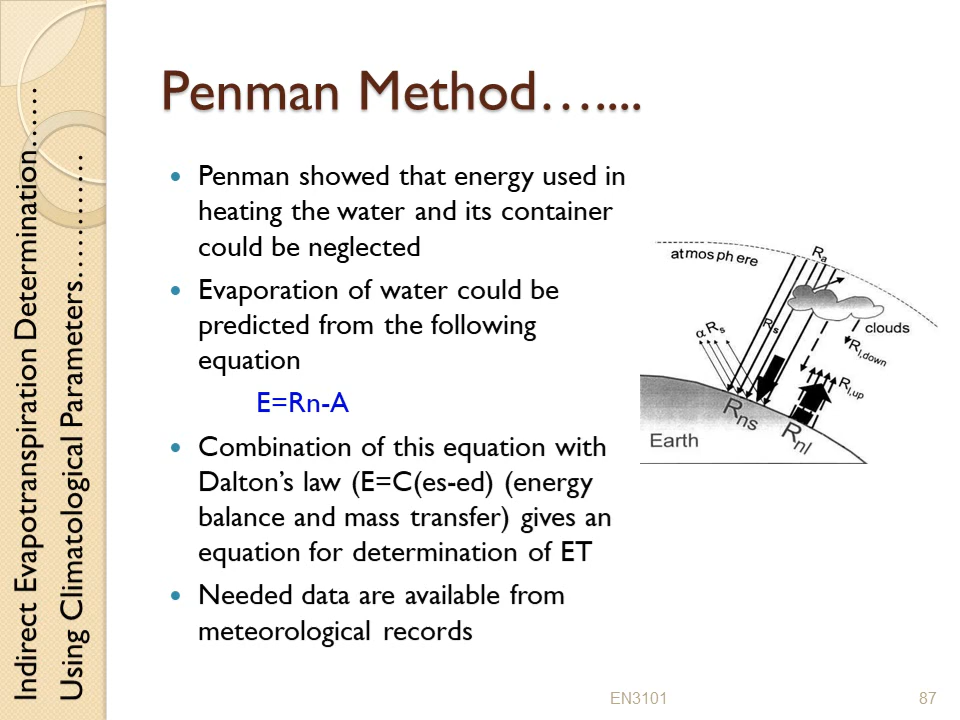 Indirect Evapotranspiration Determination……
Using Climatological Parameters…………
Penman Method…....
• Penman showed that energy used in
heating the water and its container
could be neglected
• Evaporation of water could be
predicted from the following
equation
E=Rn-A
• Combination of this equation with
Dalton’s law (E=C(es-ed) (energy
balance and mass transfer) gives an
equation for determination of ET
• Needed data are available from
meteorological records
atmosphere
Ra
clouds
α Rs
Rs
Rl,down
Rl,up
Rns
Rnl
Earth
EN3101
87